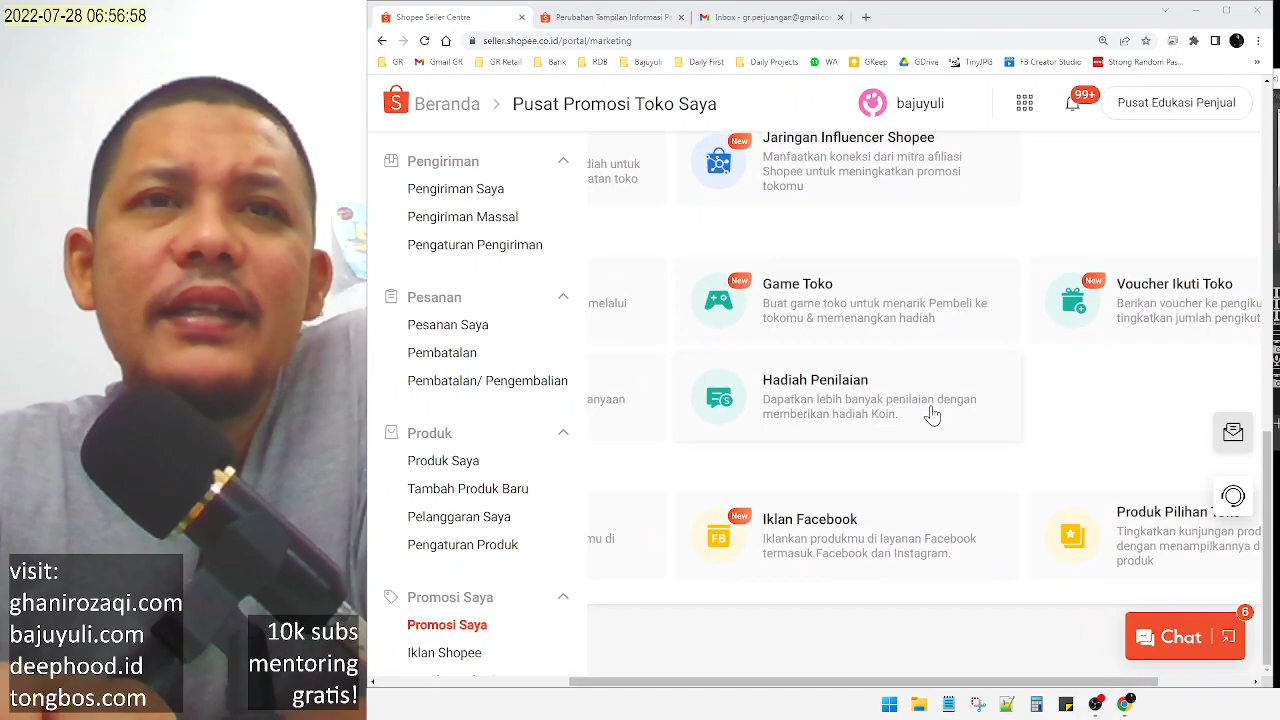 2022-07-28 06:56:58
Shopee Seller Centre
Perubahan Tampilan Informasi Pe
Inbox - gr.perjuangan@gmail.co
seller.shopee.co.id/portal/marketing
GR
Gmail GR
GR Retail
Bank
RDB
Bajuyuli
Daily First
Daily Projects
WA
GKeep
GDrive
TinyJPG
FB Creator Studio
Strong Random Pas...
Beranda > Pusat Promosi Toko Saya
bajuyuli
99+
Pusat Edukasi Penjual
Pengiriman
Pengiriman Saya
Pengiriman Massal
Pengaturan Pengiriman
Pesanan
Pesanan Saya
Pembatalan
Pembatalan/ Pengembalian
Produk
Produk Saya
Tambah Produk Baru
Pelanggaran Saya
Pengaturan Produk
Promosi Saya
Promosi Saya
Iklan Shopee
diah untuk
atan toko
New
Jaringan Influencer Shopee
Manfaatkan koneksi dari mitra afiliasi
Shopee untuk meningkatkan promosi
tokomu
melalui
New
Game Toko
Buat game toko untuk menarik Pembeli ke
tokomu & memenangkan hadiah
New
Voucher Ikuti Toko
Berikan voucher ke pengiku
tingkatkan jumlah pengikut
anyaan
Hadiah Penilaian
Dapatkan lebih banyak penilaian dengan
memberikan hadiah Koin.
mu di
New
FB
Iklan Facebook
Iklankan produkmu di layanan Facebook
termasuk Facebook dan Instagram.
Produk Pilihan
Tingkatkan kunjungan prod
dengan menampilkannya d
produk
Chat
6
visit:
ghanirozaqi.com
bajuyuli.com
deephood.id
tongbos.com
10k subs
mentoring
gratis!